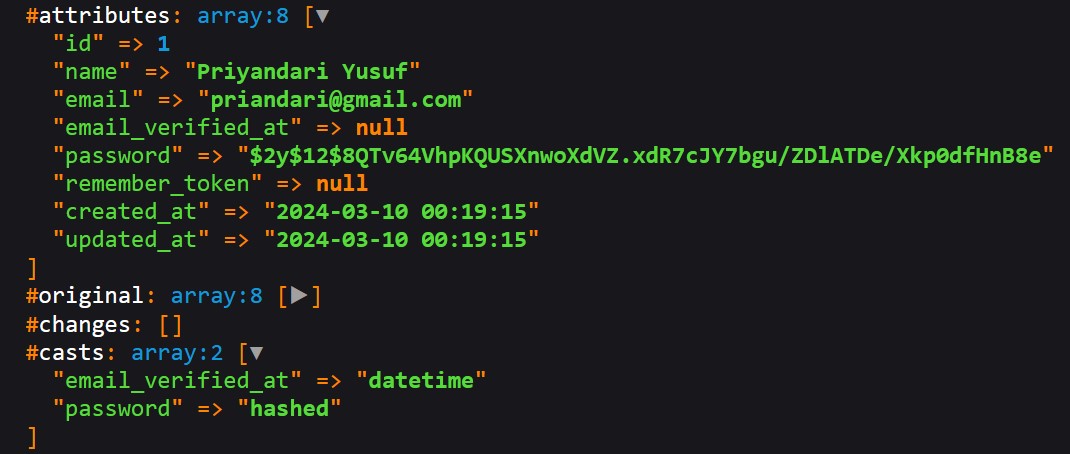 #attributes: array:8 [▼
"id" => 1
"name" => "Priyandari Yusuf"
"email" => "priandari@gmail.com"
"email_verified_at" => null
"password" => "$2y$12$8QTv64VhpKQUSXnwoXdVZ.xdR7cJY7bgu/ZDlATDe/Xkp0dfHnB8e"
"remember_token" => null
"created_at" => "2024-03-10 00:19:15"
"updated_at" => "2024-03-10 00:19:15"
]
#original: array:8 [▶]
#changes: []
#casts: array:2 [▼
"email_verified_at" => "datetime"
"password" => "hashed"
]